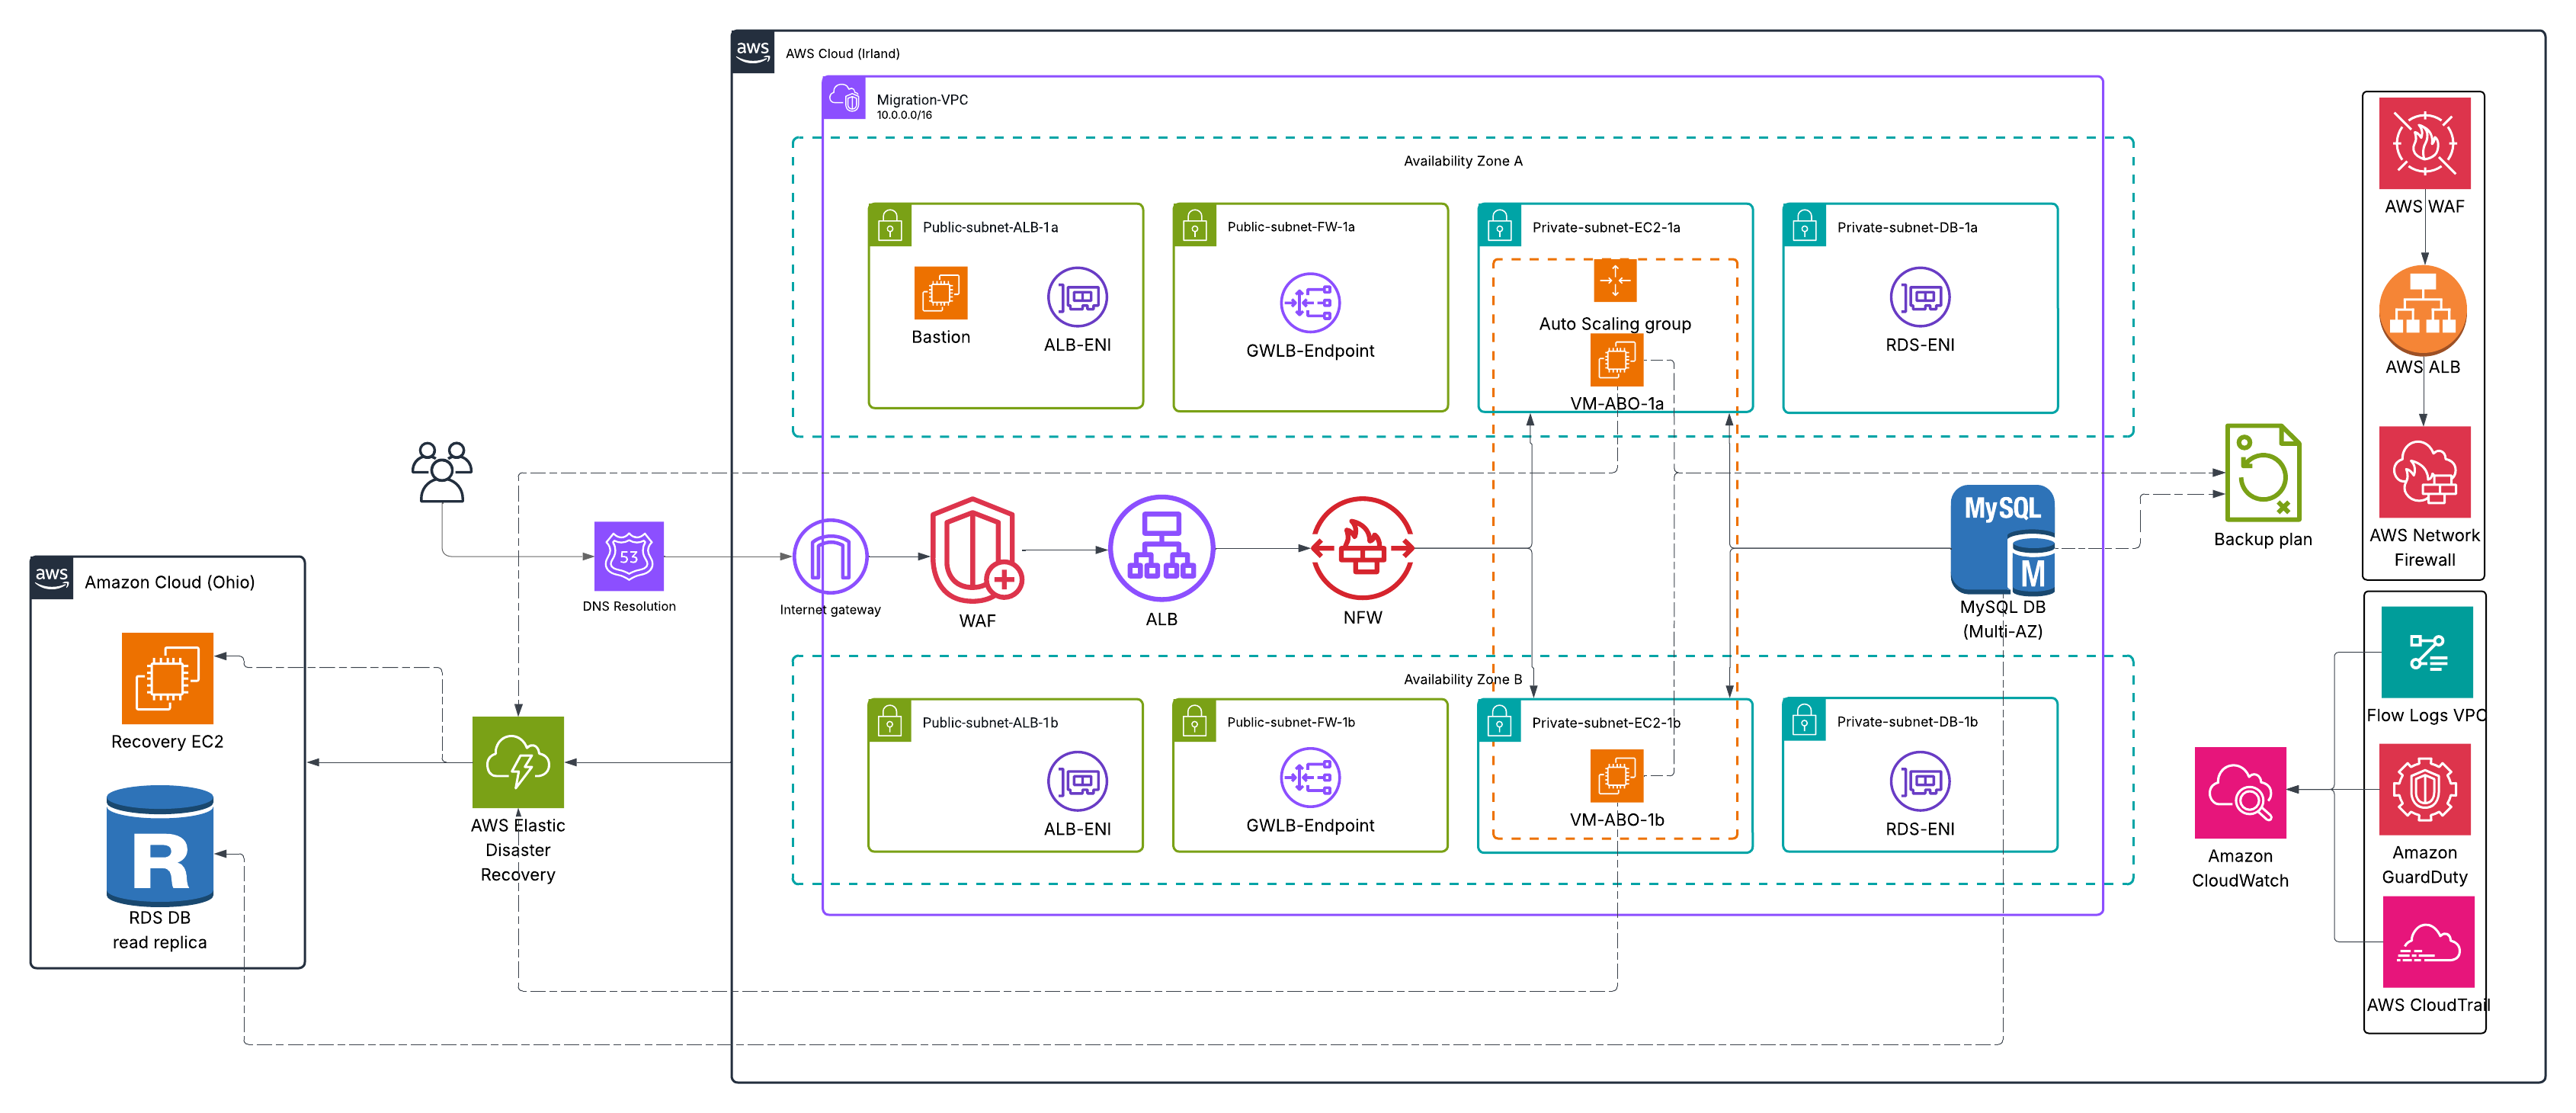 aws
AWS Cloud (Irland)
Migration-VPC
10.0.0.0/16
Availability Zone A
Public-subnet-ALB-1a
Bastion
ALB-ENI
Public-subnet-FW-1a
GWLB-Endpoint
Private-subnet-EC2-1a
Auto Scaling group
VM-ABO-1a
Private-subnet-DB-1a
RDS-ENI
53
DNS Resolution
Internet gateway
WAF
ALB
NFW
MySQL
M
MySQL DB
(Multi-AZ)
Backup plan
Availability Zone B
Public-subnet-ALB-1b
ALB-ENI
Public-subnet-FW-1b
GWLB-Endpoint
Private-subnet-EC2-1b
VM-ABO-1b
Private-subnet-DB-1b
RDS-ENI
aws
Amazon Cloud (Ohio)
Recovery EC2
R
RDS DB
read replica
AWS Elastic
Disaster
Recovery
AWS WAF
AWS ALB
AWS Network
Firewall
Flow Logs VPC
Amazon
GuardDuty
AWS CloudTrail
Amazon
CloudWatch